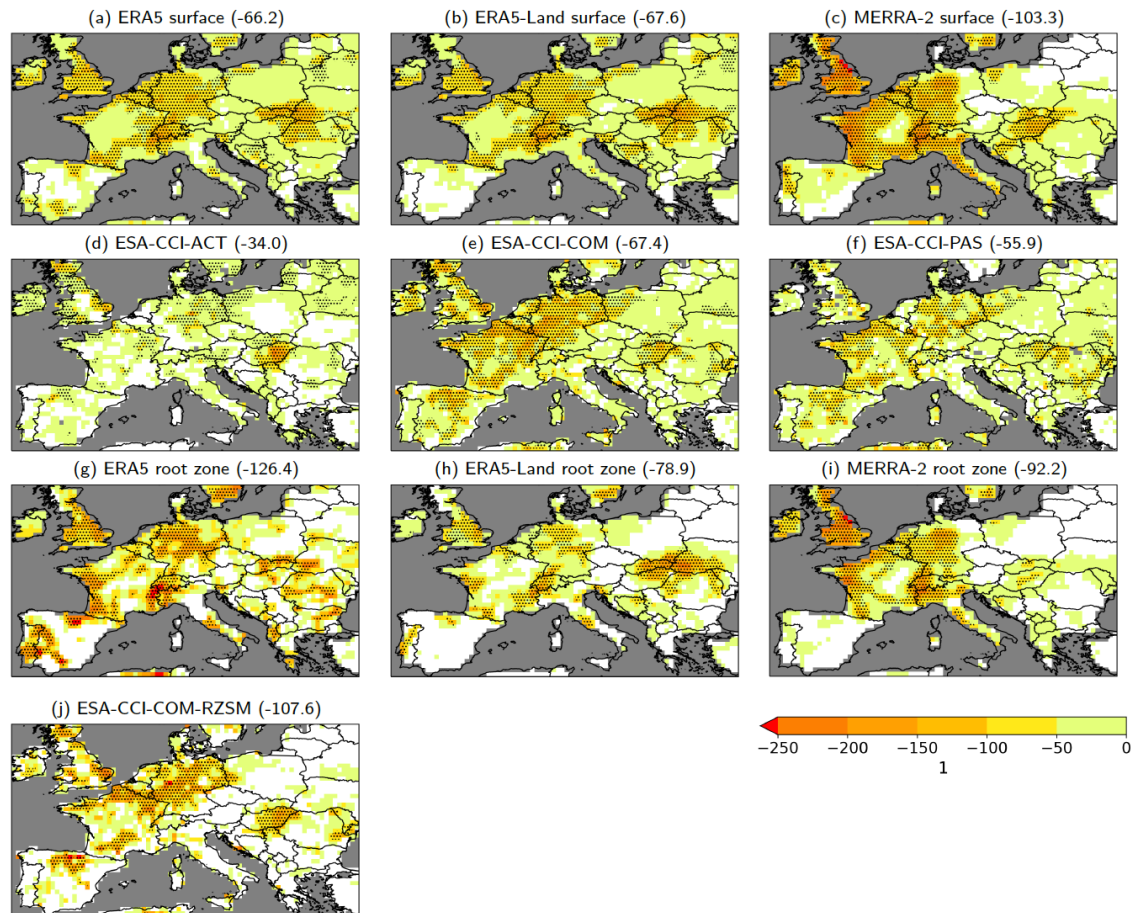 (a) ERA5 surface (-66.2)
(b) ERA5-Land surface (-67.6)
(c) MERRA-2 surface (-103.3)
(d) ESA-CCI-ACT (-34.0)
(e) ESA-CCI-COM (-67.4)
(f) ESA-CCI-PAS (-55.9)
(g) ERA5 root zone (-126.4)
(h) ERA5-Land root zone (-78.9)
(i) MERRA-2 root zone (-92.2)
(j) ESA-CCI-COM-RZSM (-107.6)
−250 −200 −150 −100 −50 0
1